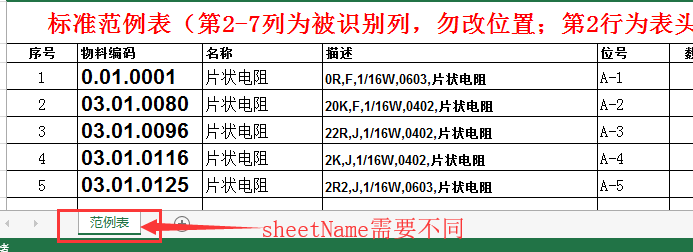 标准范例表（第2-7列为被识别列，勿改位置；第2行为表头
序号 物料编码 名称 描述 位号
1 0.01.0001 片状电阻 0R,F,1/16W,0603,片状电阻 A-1
2 03.01.0080 片状电阻 20K,F,1/16W,0402,片状电阻 A-2
3 03.01.0096 片状电阻 22R,J,1/16W,0402,片状电阻 A-3
4 03.01.0116 片状电阻 2K,J,1/16W,0402,片状电阻 A-4
5 03.01.0125 片状电阻 2R2,J,1/16W,0603,片状电阻 A-5
范例表 sheetName需要不同